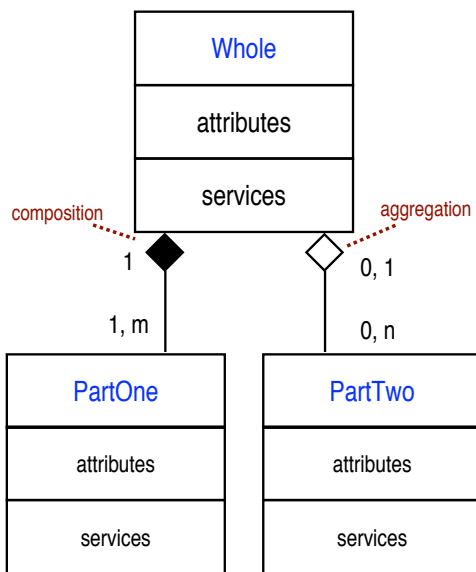 Whole
attributes
services
composition
aggregation
1
0, 1
1, m
0, n
PartOne
PartTwo
attributes
attributes
services
services